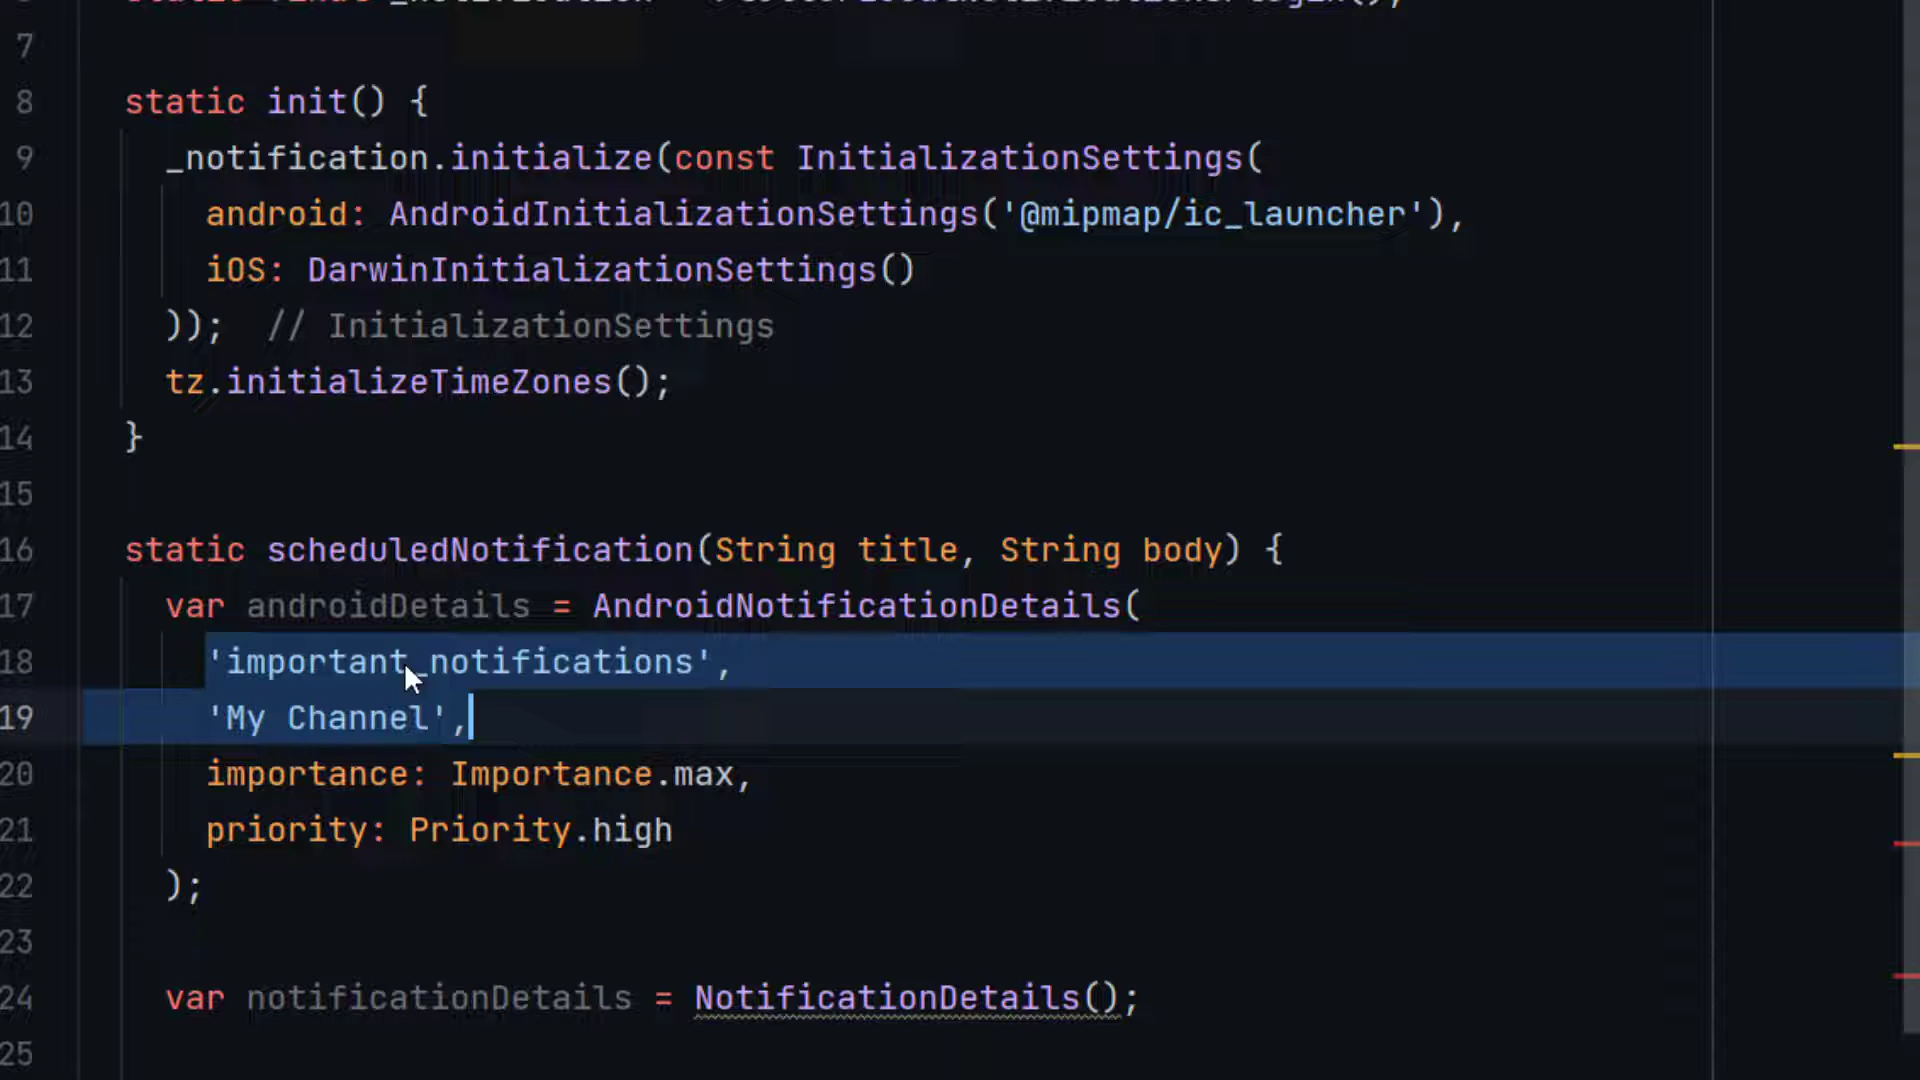 7
8 static init() {
9 _notification.initialize(const InitializationSettings(
10 android: AndroidInitializationSettings('@mipmap/ic_launcher'),
11 iOS: DarwinInitializationSettings()
12 )); // InitializationSettings
13 tz.initializeTimeZones();
14 }
15
16 static scheduledNotification(String title, String body) {
17 var androidDetails = AndroidNotificationDetails(
18 'important_notifications',
19 'My Channel',
20 importance: Importance.max,
21 priority: Priority.high
22 );
23
24 var notificationDetails = NotificationDetails();
25